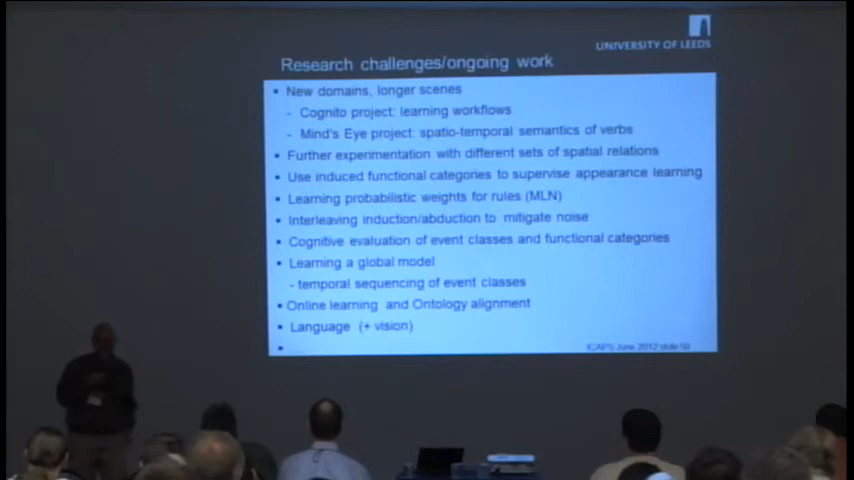 UNIVERSITY OF LEEDS
Research challenges/ongoing work
▪ New domains, longer scenes
- Cognito project: learning workflows
- Mind's Eye project: spatio-temporal semantics of verbs
▪ Further experimentation with different sets of spatial relations
▪ Use induced functional categories to supervise appearance learning
▪ Learning probabilistic weights for rules (MLN)
▪ Interleaving induction/abduction to mitigate noise
▪ Cognitive evaluation of event classes and functional categories
▪ Learning a global model
- temporal sequencing of event classes
▪ Online learning and Ontology alignment
▪ Language (+ vision)
▪
ICAPS June 2012 slide